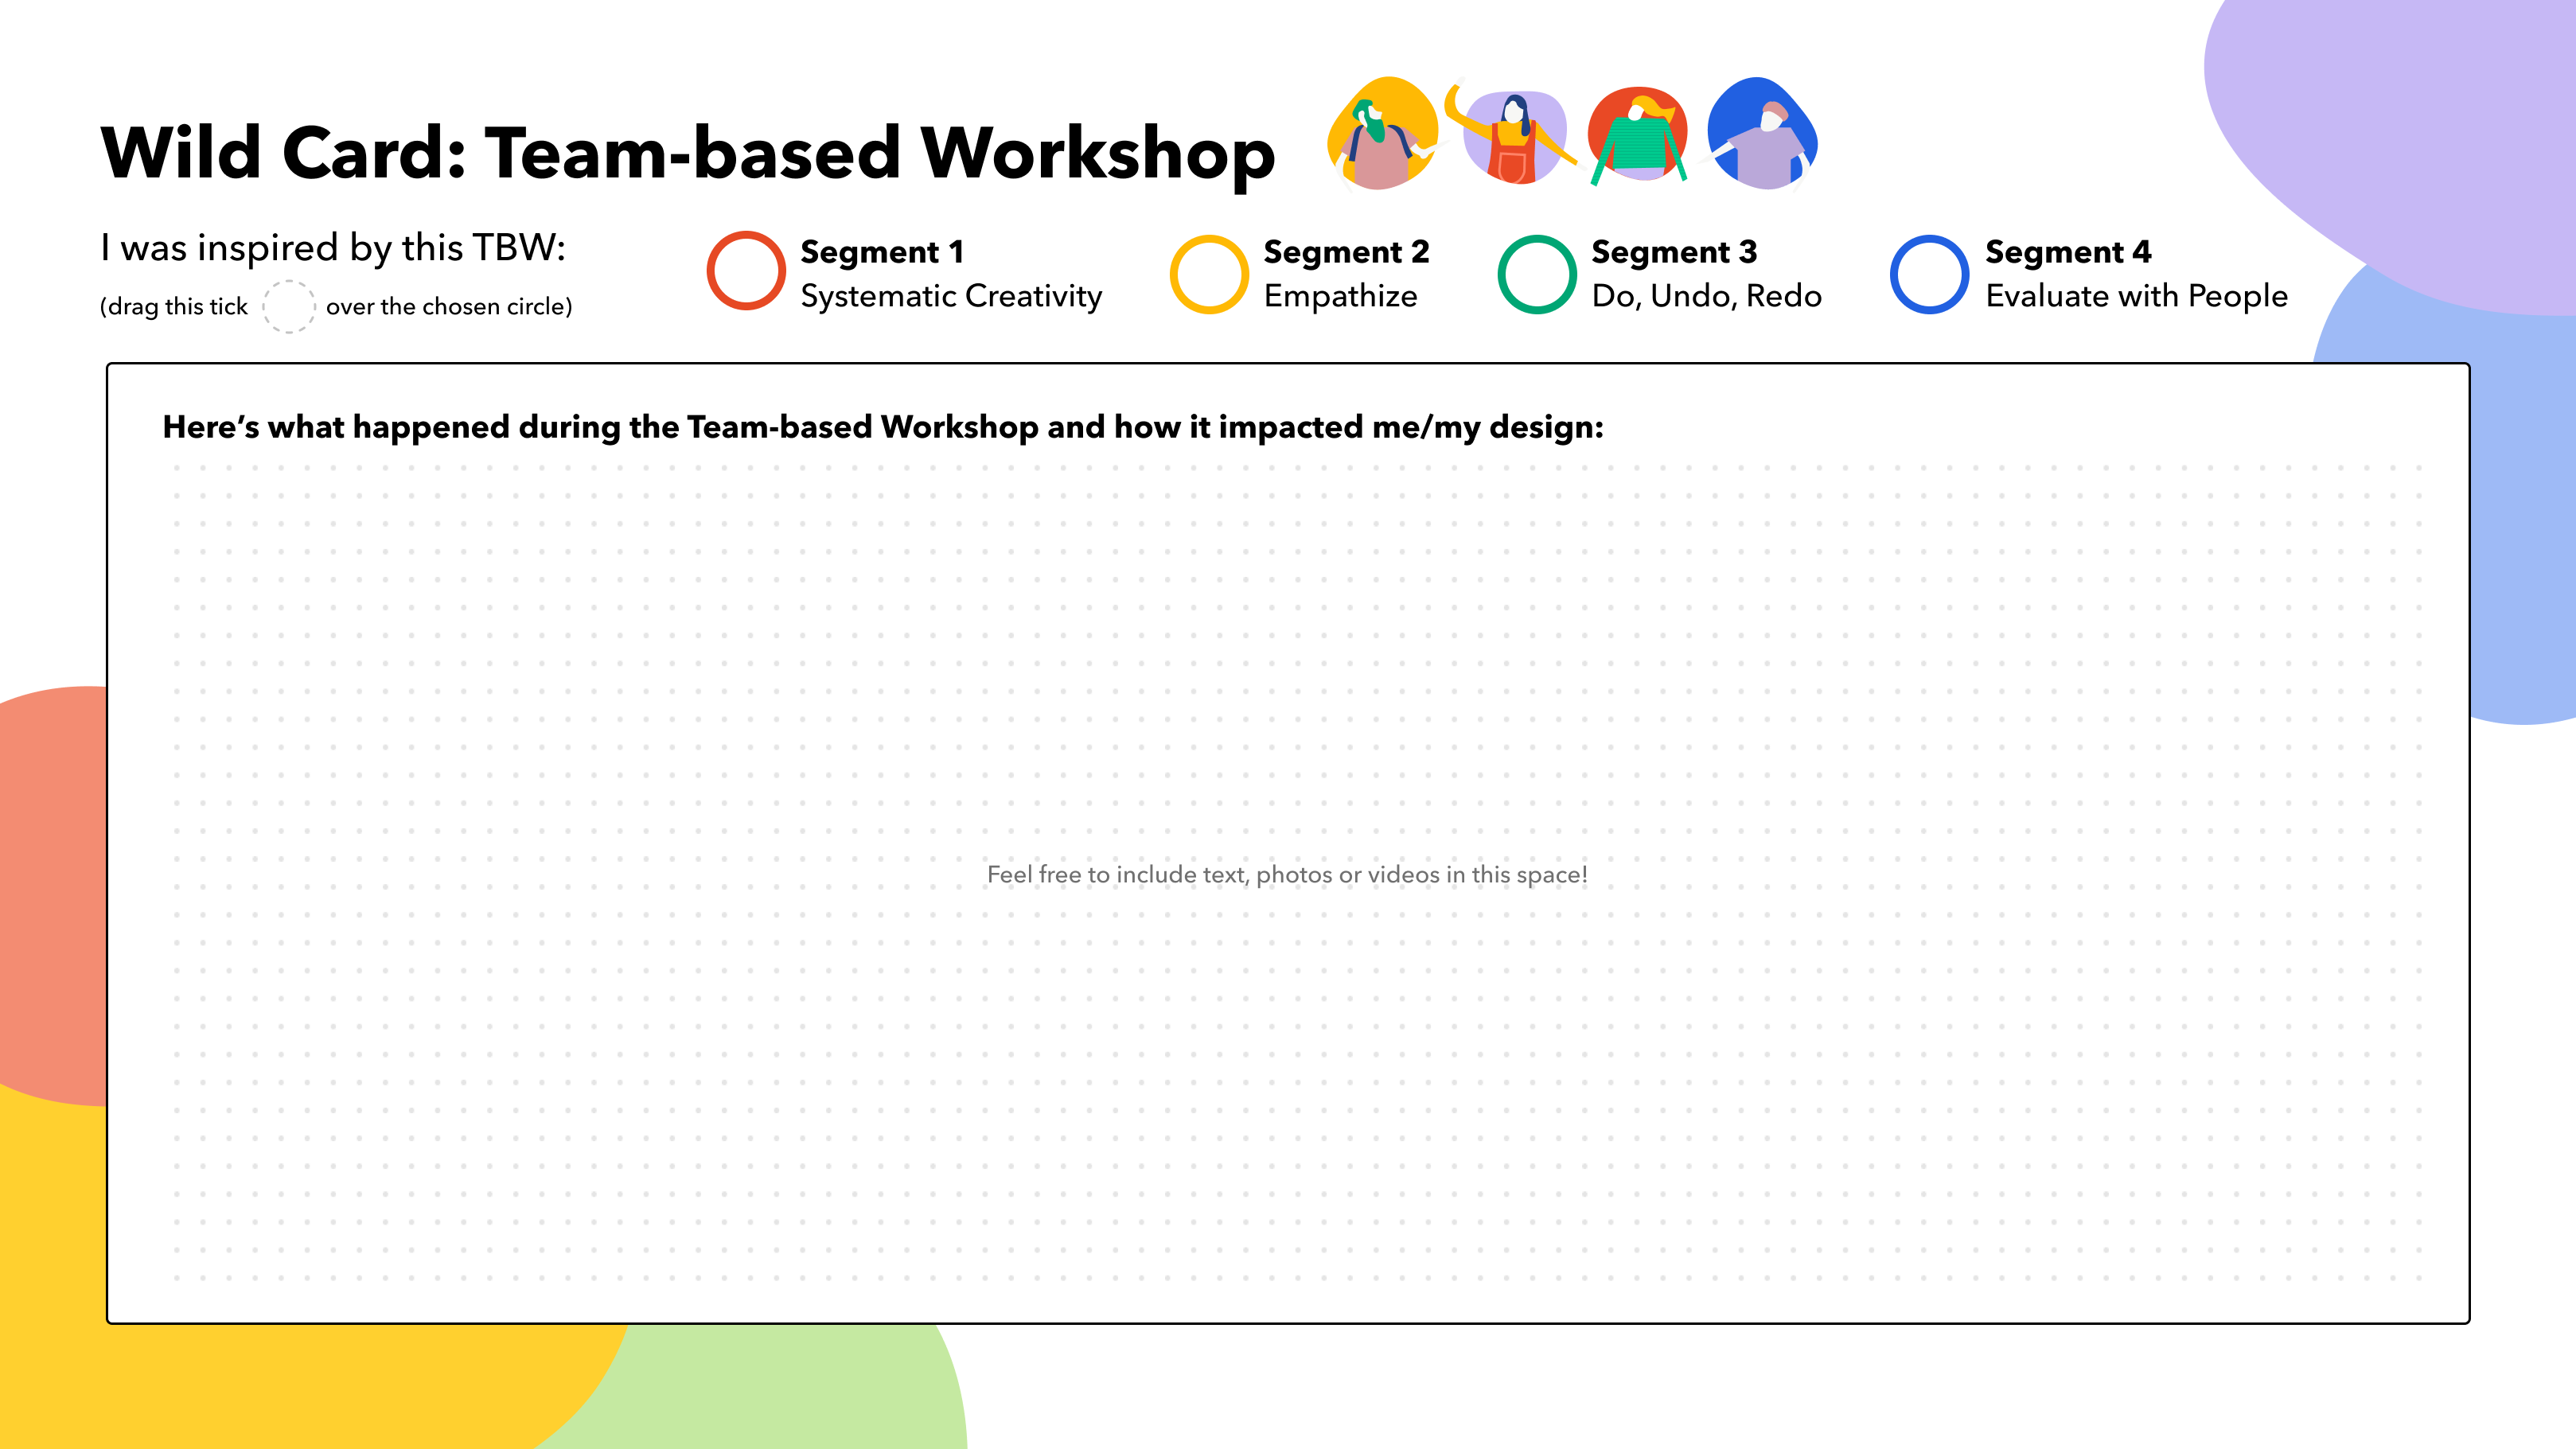 Wild Card: Team-based Workshop
I was inspired by this TBW:
(drag this tick over the chosen circle)
Segment 1
Systematic Creativity
Segment 2
Empathize
Segment 3
Do, Undo, Redo
Segment 4
Evaluate with People
Here’s what happened during the Team-based Workshop and how it impacted me/my design:
Feel free to include text, photos or videos in this space!